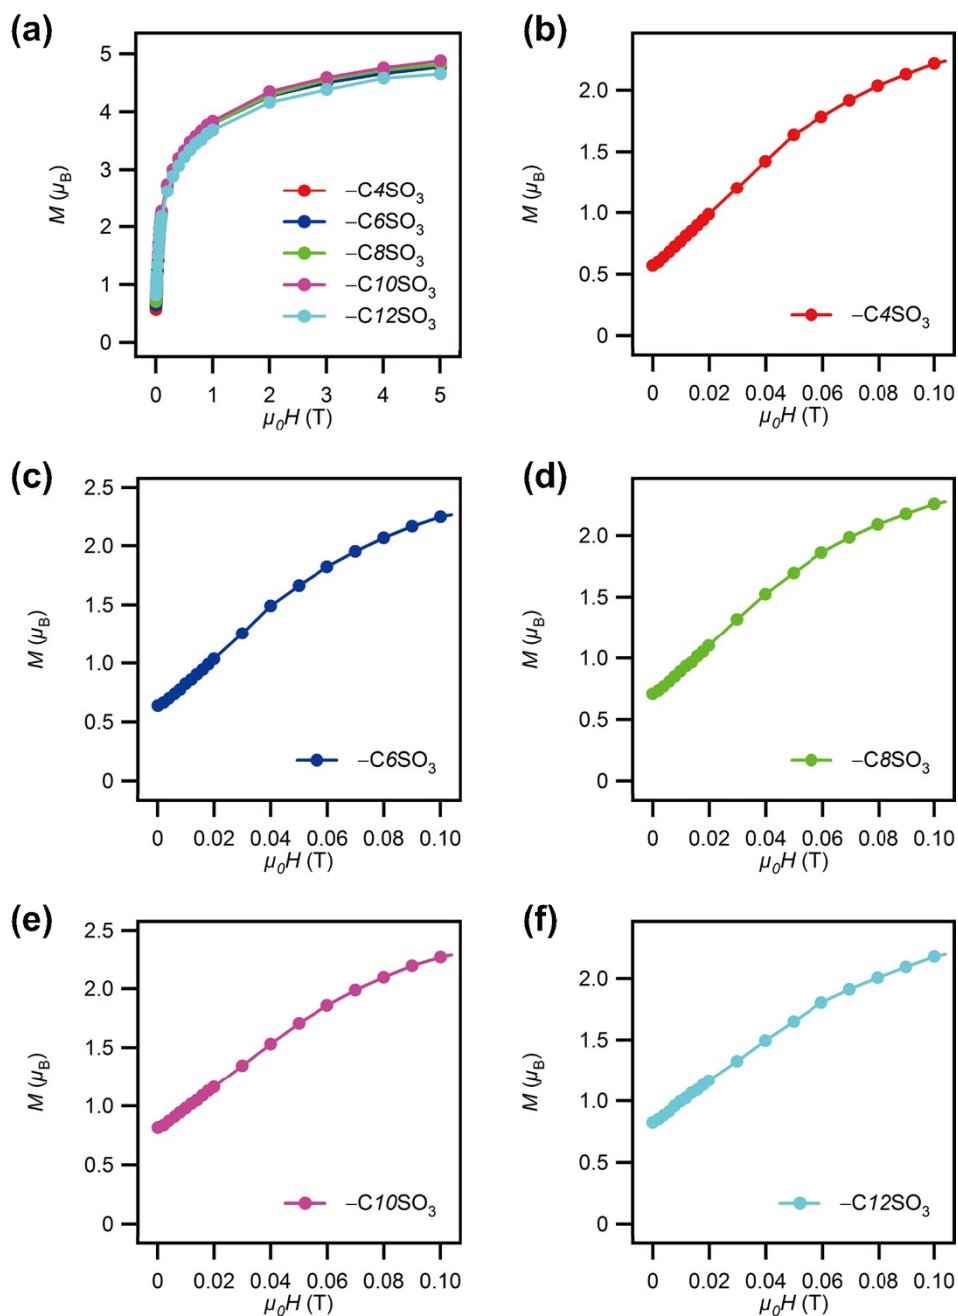 (a)
M (μB)
5
4
3
2
1
0
–C4SO3
–C6SO3
–C8SO3
–C10SO3
–C12SO3
0 1 2 3 4 5
μ0H (T)
(b)
M (μB)
2.0
1.5
1.0
0.5
0
–C4SO3
0 0.02 0.04 0.06 0.08 0.10
μ0H (T)
(c)
M (μB)
2.5
2.0
1.5
1.0
0.5
0
–C6SO3
0 0.02 0.04 0.06 0.08 0.10
μ0H (T)
(d)
M (μB)
2.0
1.5
1.0
0.5
0
–C8SO3
0 0.02 0.04 0.06 0.08 0.10
μ0H (T)
(e)
M (μB)
2.5
2.0
1.5
1.0
0.5
0
–C10SO3
0 0.02 0.04 0.06 0.08 0.10
μ0H (T)
(f)
M (μB)
2.0
1.5
1.0
0.5
0
–C12SO3
0 0.02 0.04 0.06 0.08 0.10
μ0H (T)